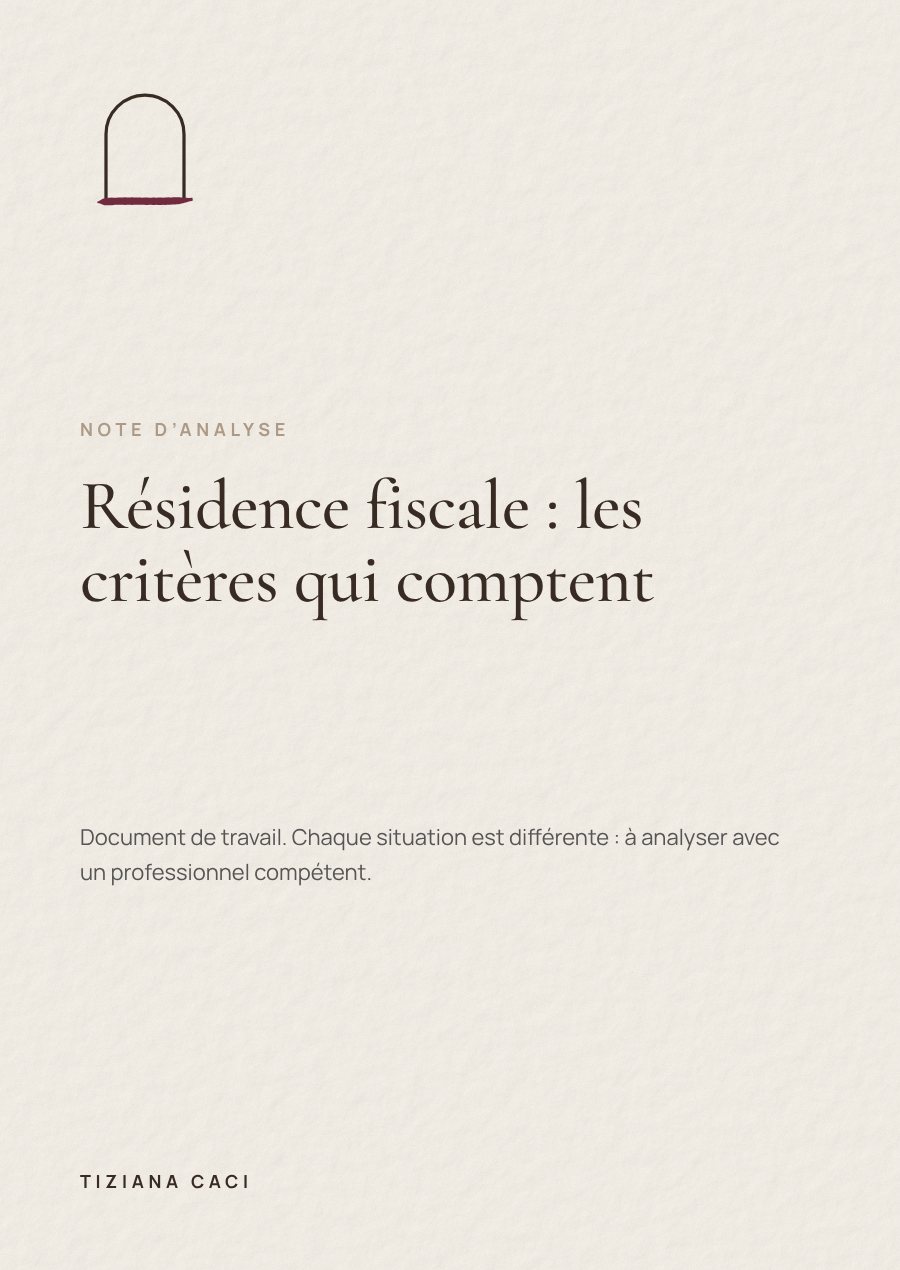 NOTE D’ANALYSE
Résidence fiscale : les
critères qui comptent
Document de travail. Chaque situation est différente : à analyser avec
un professionnel compétent.
TIZIANA CACI